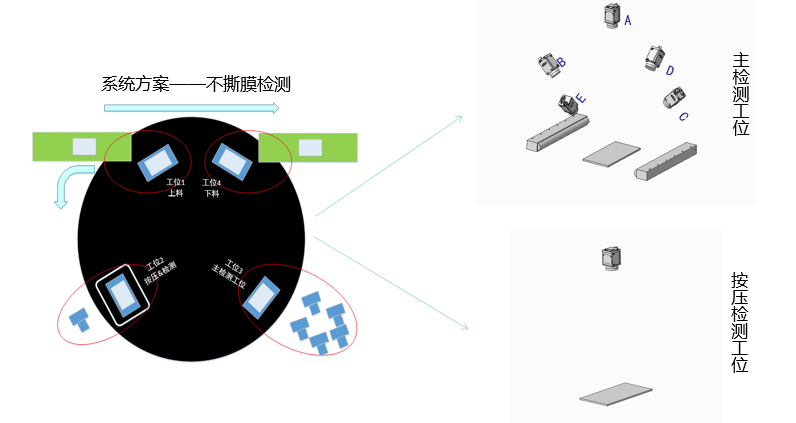 系统方案——不撕膜检测
工位1
上料
工位4
下料
工位2
按压&检测
工位3
主检测工位
A
B
D
E
C
主检测工位
按压检测工位